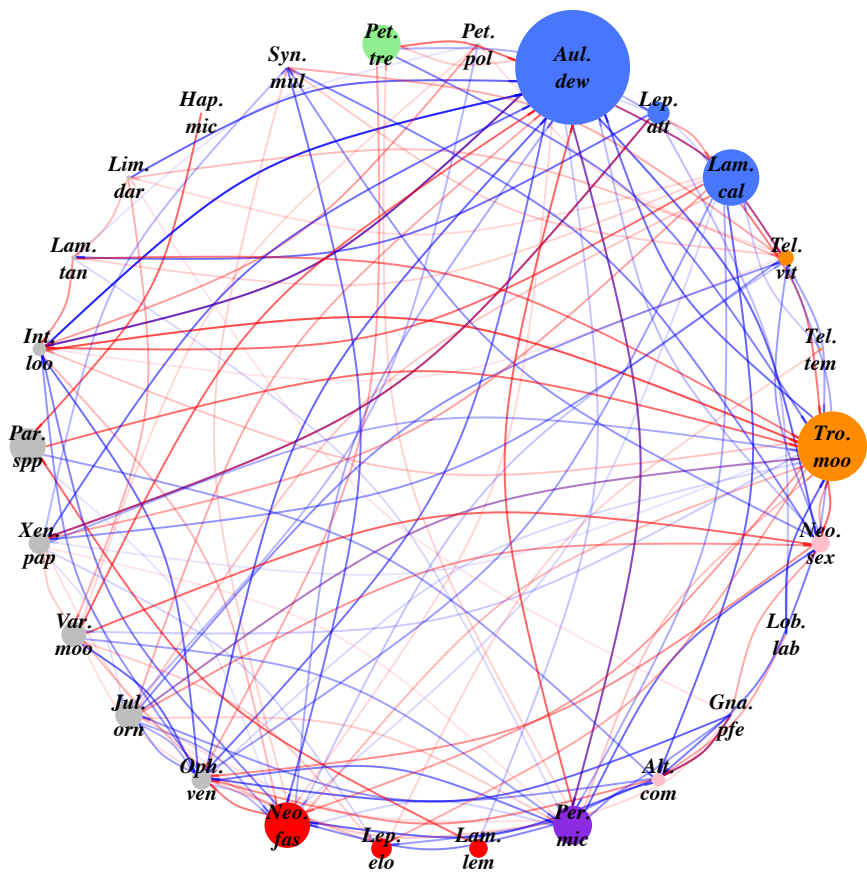 Aul.
dew
Lep.
att
Lam.
cal
Tel.
vit
Tel.
tem
Tro.
moo
Neo.
sex
Lob.
lab
Gna.
pfe
Alt.
com
Per.
mic
Lam.
lem
Lep.
elo
Neo.
fas
Oph.
ven
Jul.
orn
Var.
moo
Xen.
pap
Par.
spp
Int.
loo
Lam.
tan
Lim.
dar
Hap.
mic
Syn.
mul
Pet.
tre
Pet.
pol